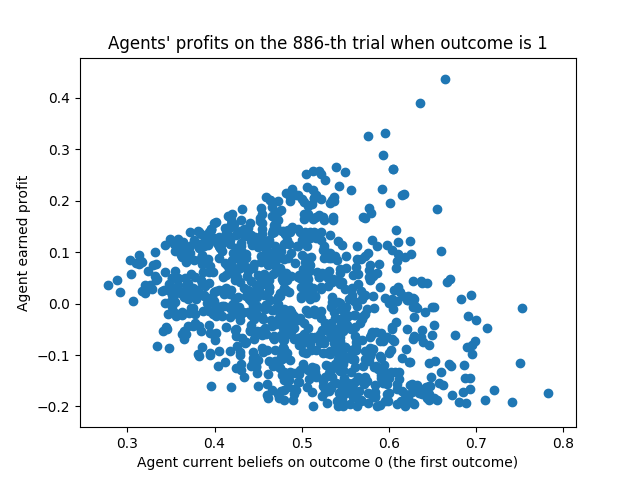 Agents' profits on the 886-th trial when outcome is 1
Agent earned profit
0.4
0.3
0.2
0.1
0.0
−0.1
−0.2
0.3 0.4 0.5 0.6 0.7 0.8
Agent current beliefs on outcome 0 (the first outcome)